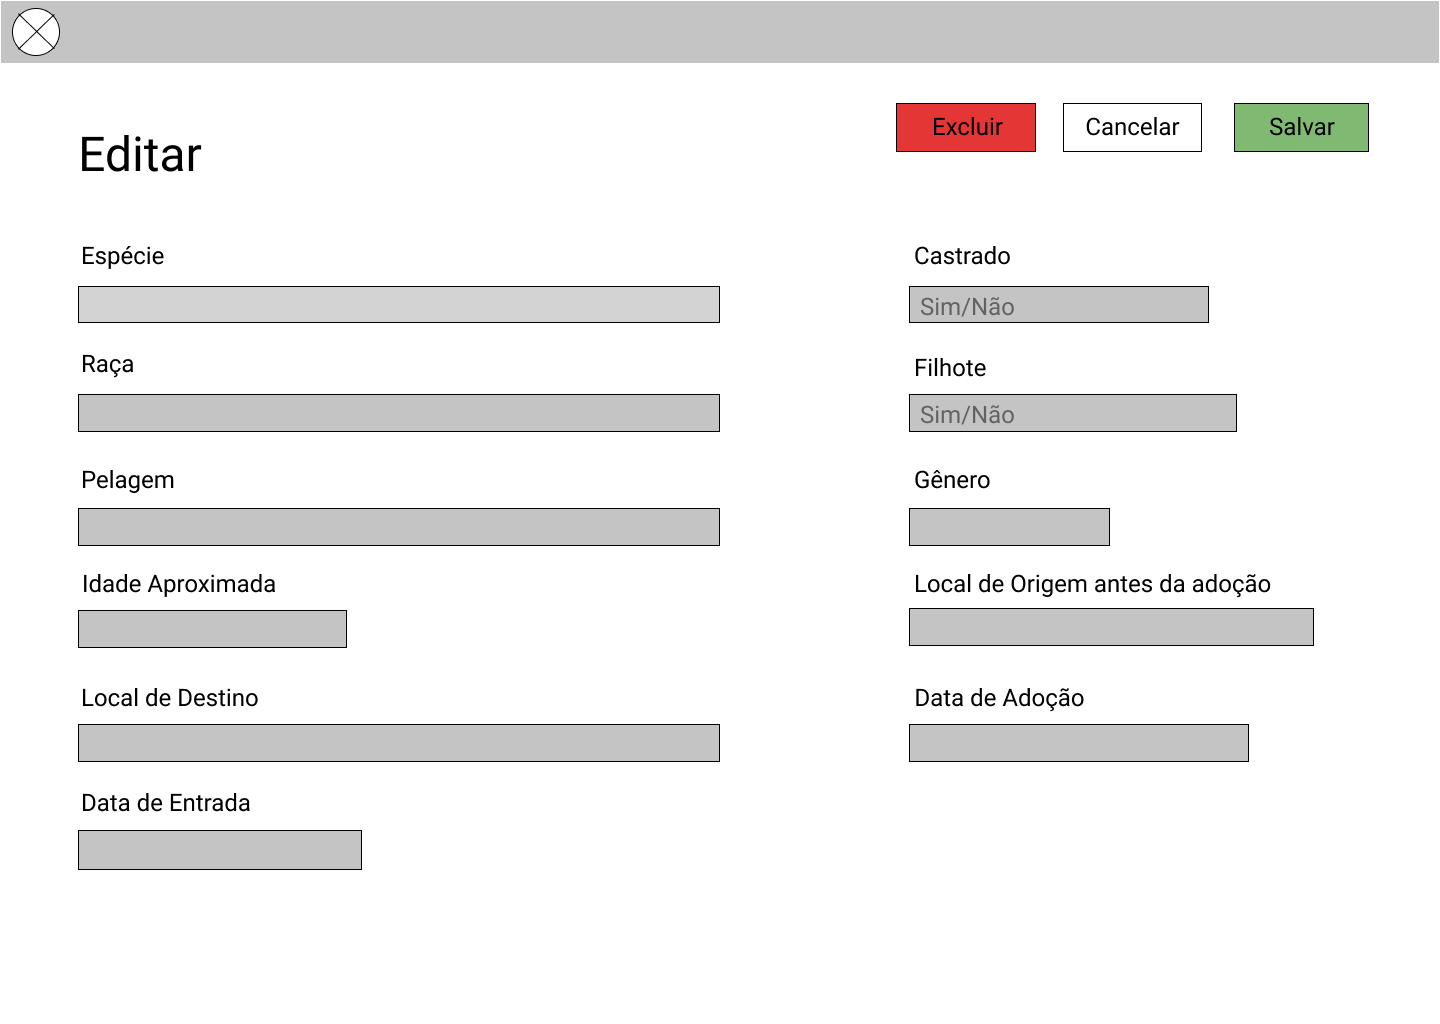 Editar
Excluir
Cancelar
Salvar
Espécie
Castrado
Sim/Não
Raça
Filhote
Sim/Não
Pelagem
Gênero
Idade Aproximada
Local de Origem antes da adoção
Local de Destino
Data de Adoção
Data de Entrada